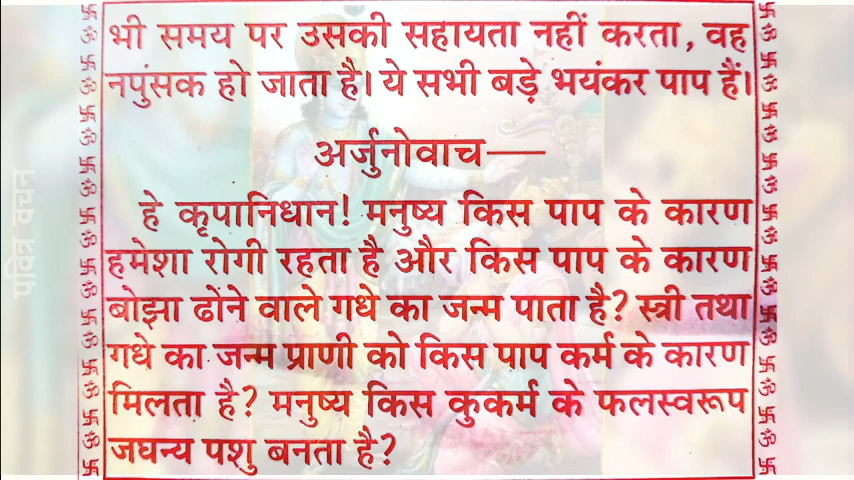 भी समय पर उसकी सहायता नहीं करता, वह
नपुंसक हो जाता है। ये सभी बड़े भयंकर पाप हैं।
अर्जुनोवाच—
हे कृपानिधान! मनुष्य किस पाप के कारण
हमेशा रोगी रहता है और किस पाप के कारण
बोझा ढोने वाले गधे का जन्म पाता है? स्त्री तथा
गधे का जन्म प्राणी को किस पाप कर्म के कारण
मिलता है? मनुष्य किस कुकर्म के फलस्वरूप
जघन्य पशु बनता है?
पवित्र वचन